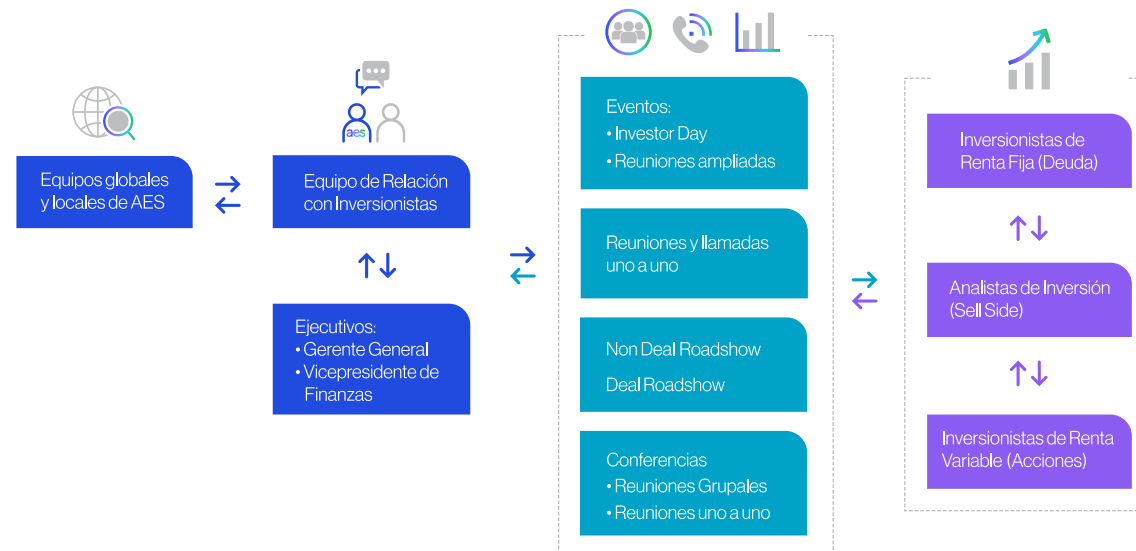 Equipos globales
y locales de AES
aes
Equipo de Relación
con Inversionistas
Ejecutivos:
• Gerente General
• Vicepresidente de
Finanzas
Eventos:
• Investor Day
• Reuniones ampliadas
Reuniones y llamadas
uno a uno
Non Deal Roadshow
Deal Roadshow
Conferencias
• Reuniones Grupales
• Reuniones uno a uno
Inversionistas de
Renta Fija (Deuda)
Analistas de Inversión
(Sell Side)
Inversionistas de Renta
Variable (Acciones)